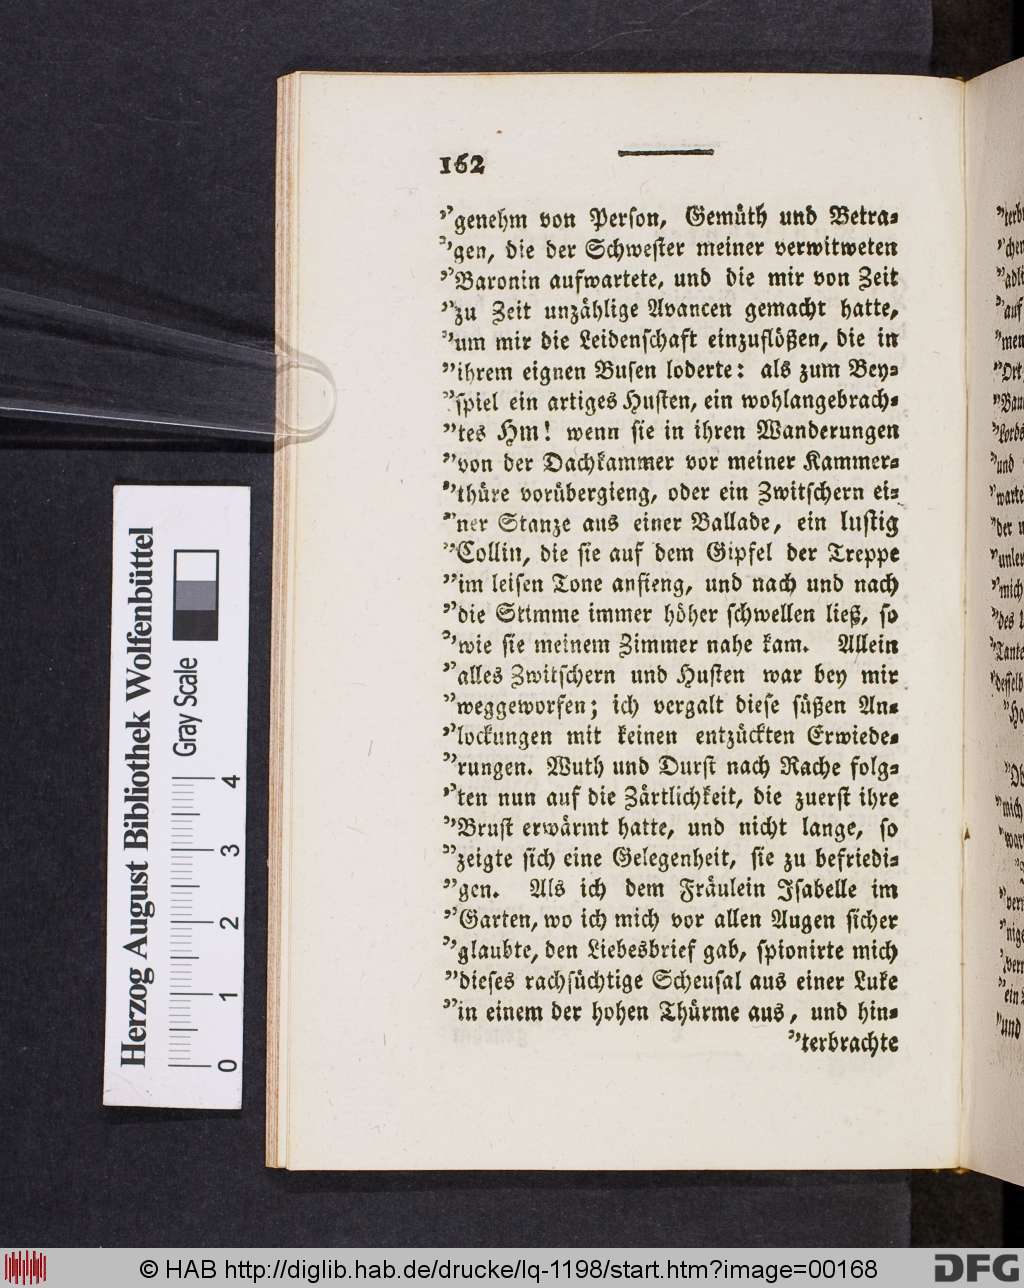 162
”genehm von Perſon, Gemüth und Betra-
”gen, die der Schweſter meiner verwitweten
”Baronin aufwartete, und die mir von Zeit
”zu Zeit unzählige Avancen gemacht hatte,
”um mir die Leidenſchaft einzuflößen, die in
”ihrem eignen Buſen loderte: als zum Bey-
”ſpiel ein artiges Huſten, ein wohlangebrach-
”tes Hm! wenn ſie in ihren Wanderungen
”von der Dachkammer vor meiner Kammer-
”thüre vorübergieng, oder ein Zwitſchern ei-
”ner Stanze aus einer Ballade, ein luſtig
”Collin, die ſie auf dem Gipfel der Treppe
”im leiſen Tone anfieng, und nach und nach
”die Stimme immer höher ſchwellen ließ, ſo
”wie ſie meinem Zimmer nahe kam. Allein
”alles Zwitſchern und Huſten war bey mir
”weggeworfen; ich vergalt dieſe ſüßen An-
”lockungen mit keinen entzückten Erwiede-
”rungen. Wuth und Durſt nach Rache folg-
”ten nun auf die Zärtlichkeit, die zuerſt ihre
”Bruſt erwärmt hatte, und nicht lange, ſo
”zeigte ſich eine Gelegenheit, ſie zu befriedi-
”gen. Als ich dem Fräulein Iſabelle im
”Garten, wo ich mich vor allen Augen ſicher
”glaubte, den Liebesbrief gab, ſpionirte mich
”dieſes rachſüchtige Scheuſal aus einer Luke
”in einem der hohen Thürme aus, und hin-
”terbrachte
Herzog August Bibliothek Wolfenbüttel
Gray Scale
0 1 2 3 4
© HAB http://diglib.hab.de/drucke/lq-1198/start.htm?image=00168
DFG